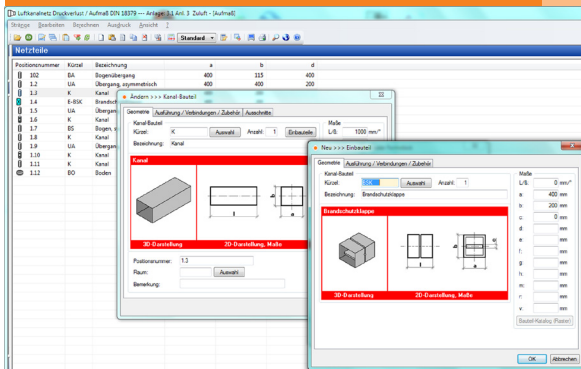 Luftkanalnetz Druckverlust / Aufmaß DIN 18379 --- Anlage: 3.1 Anl. 3 Zuluft - [Aufmaß]
Stränge Bearbeiten Berechnen Ausdruck Ansicht ?
Standard
Netzteile
Positionsnummer Kürzel Bezeichnung a b d
102 BA Bogenübergang 400 115 400
1.2 UA Übergang, asymmetrisch 400 400 200
1.3 K Kanal
1.4 E-BSK Brandsch
1.5 UA Übergan
1.6 K Kanal
1.7 BS Bogen, s
1.8 K Kanal
1.9 UA Übergan
1.10 K Kanal
1.11 K Kanal
1.12 BO Boden
Ändern >>> Kanal-Bauteil
Geometrie Ausführung / Verbindungen / Zubehör Ausschnitte
Kanal-Bauteil
Kürzel: K Auswahl Anzahl: 1 Einbauteile
Bezeichnung: Kanal
Maße
L/ß: 1000 mm/°
Kanal
l b a
3D-Darstellung 2D-Darstellung, Maße
Positionsnummer: 1.3
Raum: Auswahl
Bemerkung:
Neu >>> Einbauteil
Geometrie Ausführung / Verbindungen / Zubehör
Kanal-Bauteil
Kürzel: BSK Auswahl Anzahl: 1
Bezeichnung: Brandschutzklappe
Brandschutzklappe
l b a c
3D-Darstellung 2D-Darstellung, Maße
Maße
L/ß: 0 mm/°
a: 400 mm
b: 200 mm
c: 0 mm
d: mm
e: mm
f: mm
g: mm
h: mm
m: mm
r: mm
v: mm
Bauteil-Katalog (Raster)
OK Abbrechen